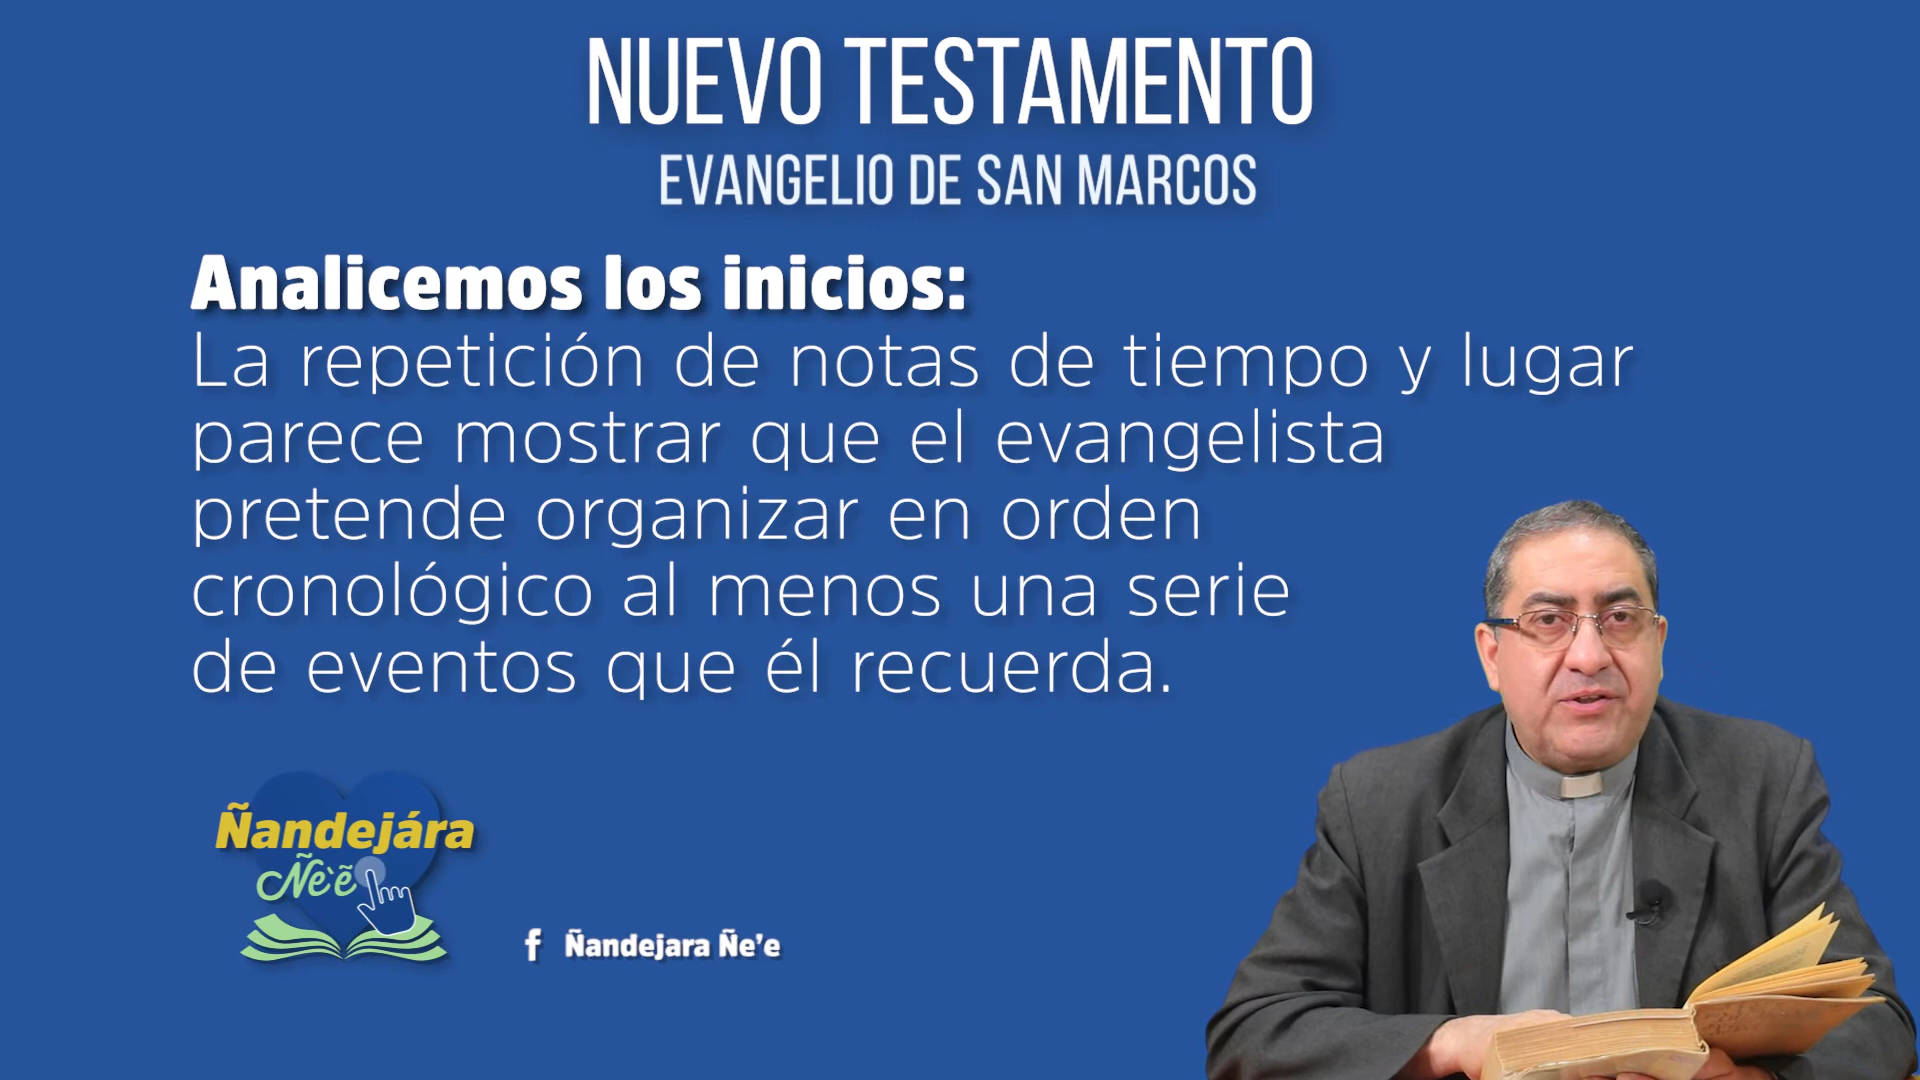 NUEVO TESTAMENTO
EVANGELIO DE SAN MARCOS
Analicemos los inicios:
La repetición de notas de tiempo y lugar
parece mostrar que el evangelista
pretende organizar en orden
cronológico al menos una serie
de eventos que él recuerda.
Ñandejára
Ñe'ẽ
f Ñandejara Ñe'e